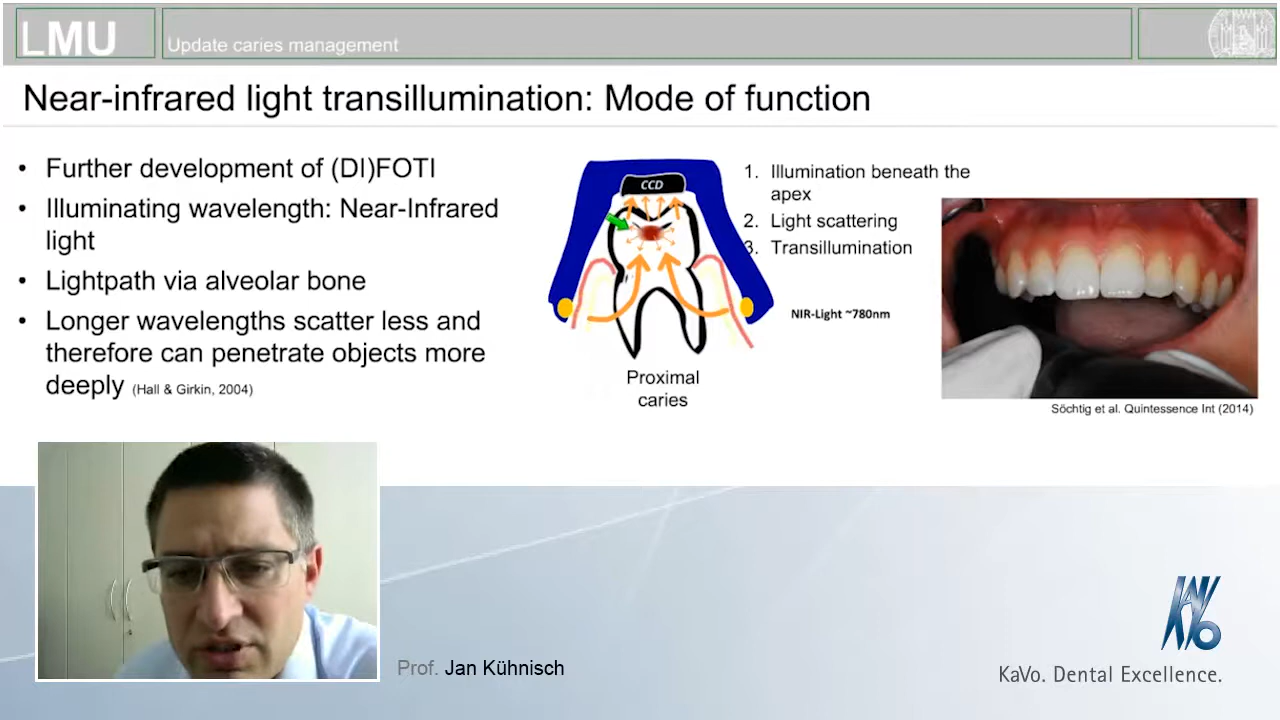 LMU
Update caries management
Near-infrared light transillumination: Mode of function
• Further development of (DI)FOTI
• Illuminating wavelength: Near-Infrared
light
• Lightpath via alveolar bone
• Longer wavelengths scatter less and
therefore can penetrate objects more
deeply (Hall & Girkin, 2004)
CCD
Proximal
caries
1. Illumination beneath the
apex
2. Light scattering
3. Transillumination
NIR-Light ~780nm
Söchtig et al. Quintessence Int (2014)
Prof. Jan Kühnisch
KAVO
KaVo. Dental Excellence.